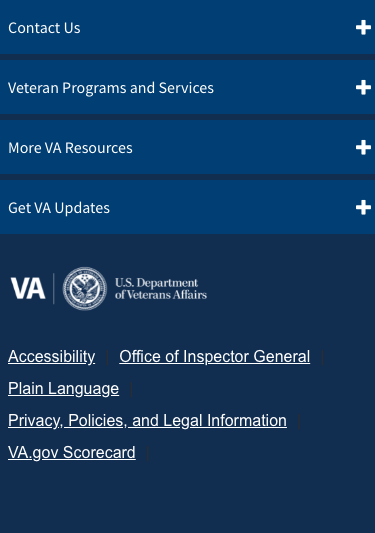 Contact Us
Veteran Programs and Services
More VA Resources
Get VA Updates
VA
U.S. Department
of Veterans Affairs
Accessibility Office of Inspector General
Plain Language
Privacy, Policies, and Legal Information
VA.gov Scorecard